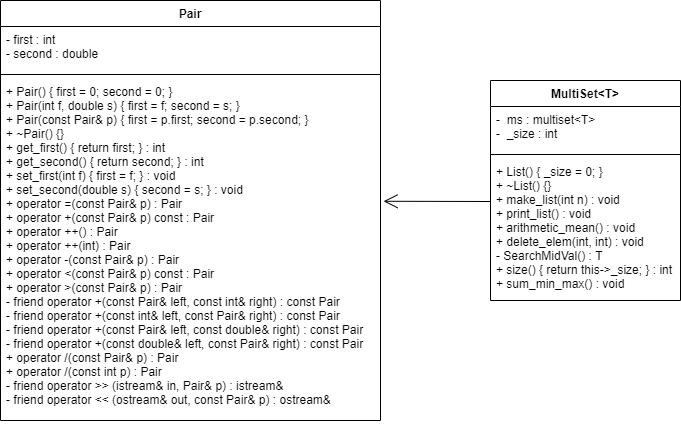 Pair
- first : int
- second : double
+ Pair() { first = 0; second = 0; }
+ Pair(int f, double s) { first = f; second = s; }
+ Pair(const Pair& p) { first = p.first; second = p.second; }
+ ~Pair() {}
+ get_first() { return first; } : int
+ get_second() { return second; } : int
+ set_first(int f) { first = f; } : void
+ set_second(double s) { second = s; } : void
+ operator =(const Pair& p) : Pair
+ operator +(const Pair& p) const : Pair
+ operator ++() : Pair
+ operator ++(int) : Pair
+ operator -(const Pair& p) : Pair
+ operator <(const Pair& p) const : Pair
+ operator >(const Pair& p) : Pair
- friend operator +(const Pair& left, const int& right) : const Pair
- friend operator +(const int& left, const Pair& right) : const Pair
- friend operator +(const Pair& left, const double& right) : const Pair
- friend operator +(const double& left, const Pair& right) : const Pair
+ operator /(const Pair& p) : Pair
+ operator /(const int p) : Pair
- friend operator >> (istream& in, Pair& p) : istream&
- friend operator << (ostream& out, const Pair& p) : ostream&
MultiSet<T>
- ms : multiset<T>
- _size : int
+ List() { _size = 0; }
+ ~List() {}
+ make_list(int n) : void
+ print_list() : void
+ arithmetic_mean() : void
+ delete_elem(int, int) : void
- SearchMidVal() : T
+ size() { return this->_size; } : int
+ sum_min_max() : void